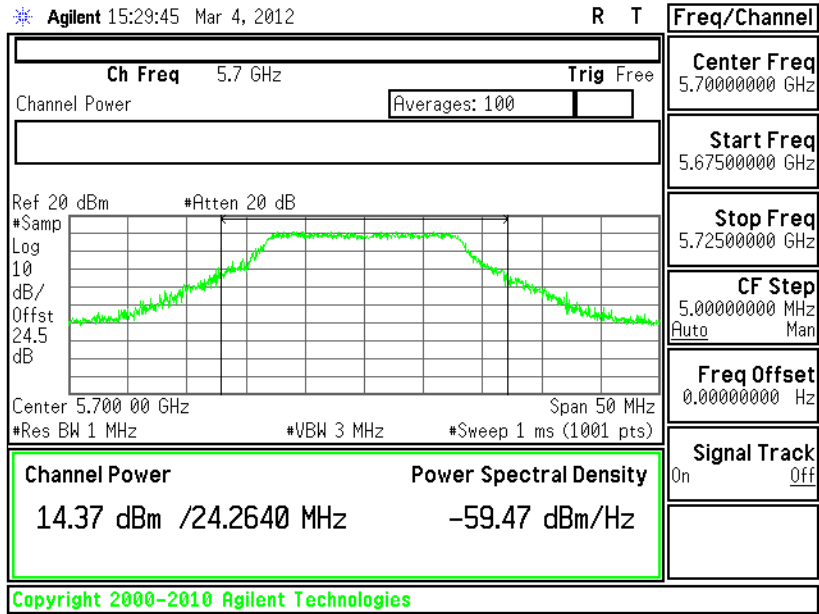 Agilent 15:29:45 Mar 4, 2012 R T
Freq/Channel
Ch Freq 5.7 GHz Trig Free
Channel Power Averages: 100
Center Freq
5.70000000 GHz
Start Freq
5.67500000 GHz
Ref 20 dBm #Atten 20 dB
#Samp
Log
10
dB/
Offst
24.5
dB
Stop Freq
5.72500000 GHz
CF Step
5.00000000 MHz
Auto Man
Freq Offset
0.00000000 Hz
Center 5.700 00 GHz Span 50 MHz
#Res BW 1 MHz #VBW 3 MHz #Sweep 1 ms (1001 pts)
Signal Track
On Off
Channel Power Power Spectral Density
14.37 dBm /24.2640 MHz -59.47 dBm/Hz
Copyright 2000-2010 Agilent Technologies